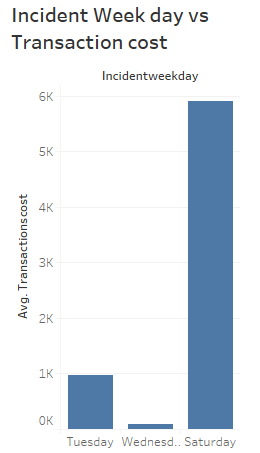 Incident Week day vs
Transaction cost
Incidentweekday
6K
5K
4K
3K
2K
1K
0K
Avg. Transactionscost
Tuesday Wednesd.. Saturday